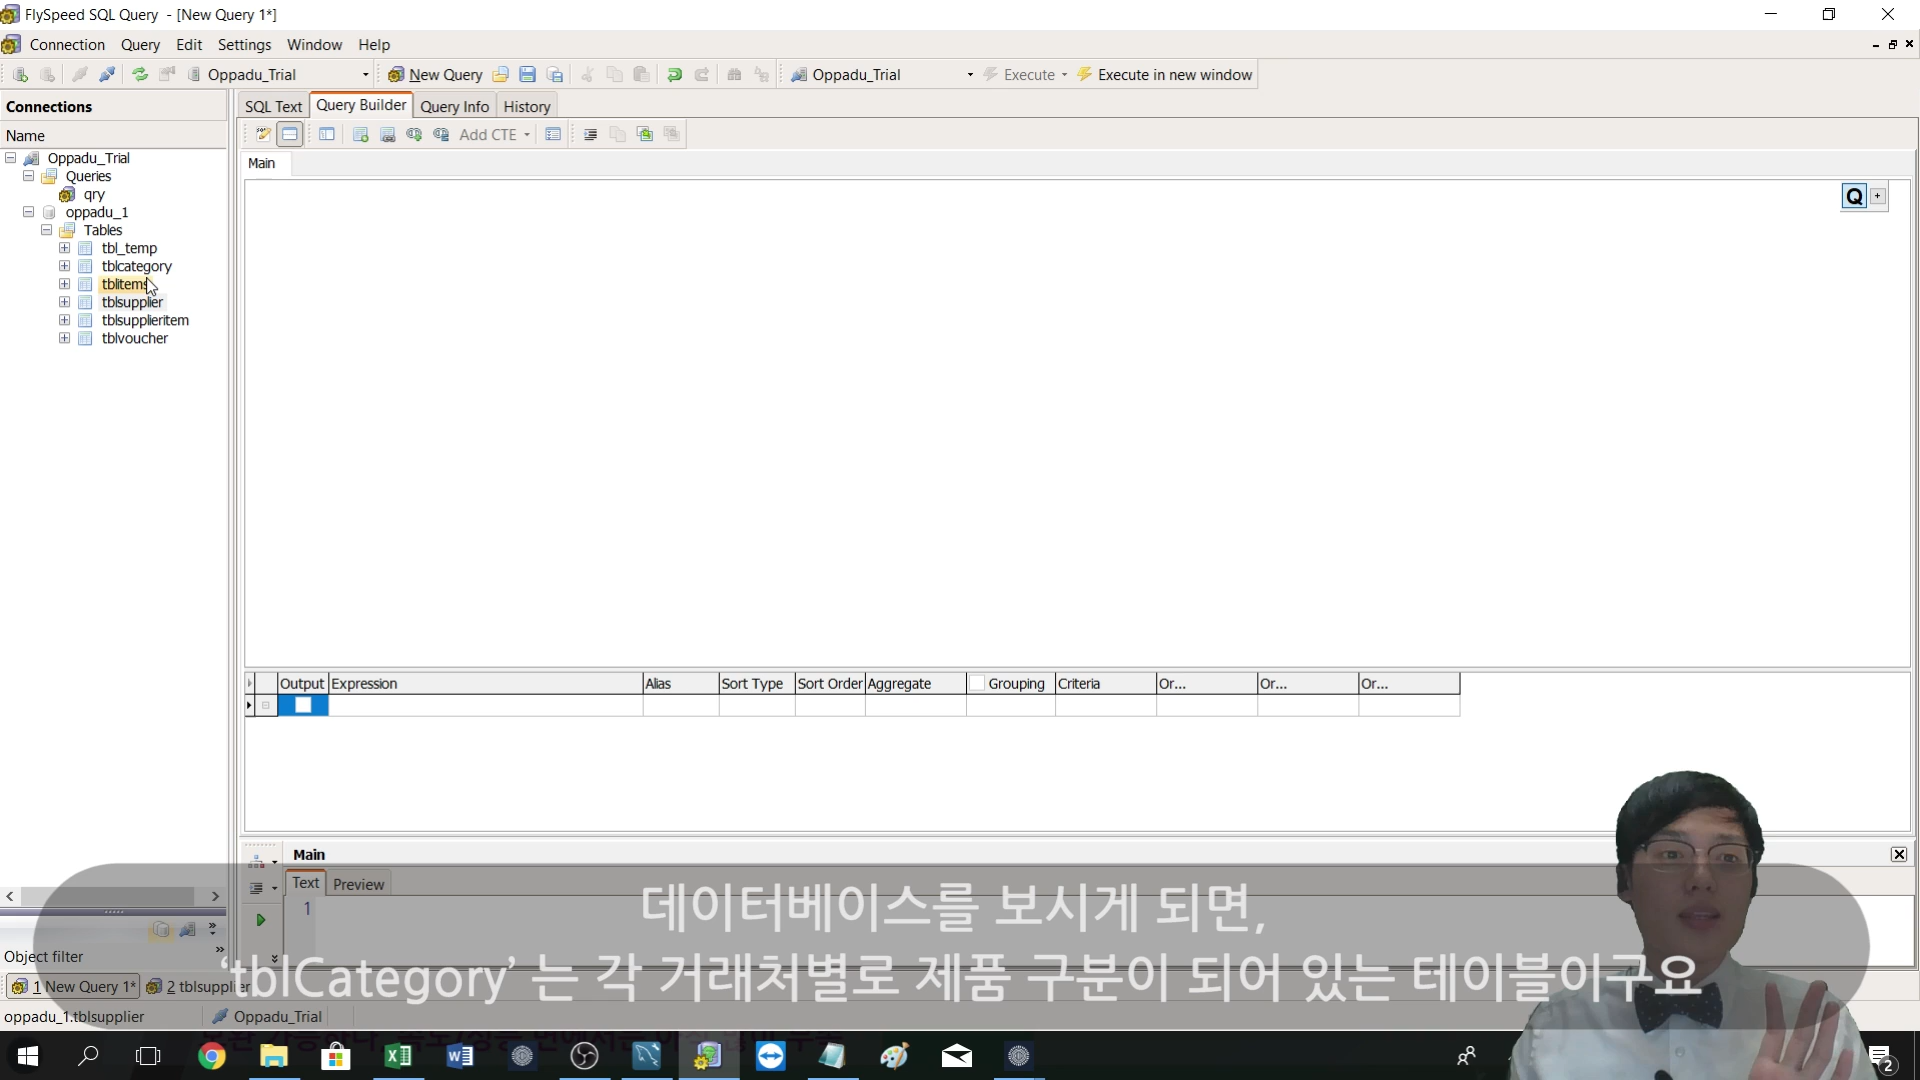 FlySpeed SQL Query - [New Query 1*]
Connection Query Edit Settings Window Help
Oppadu_Trial New Query Oppadu_Trial Execute Execute in new window
Connections
Name
Oppadu_Trial
Queries
qry
oppadu_1
Tables
tbl_temp
tblcategory
tblitems
tblsupplier
tblsupplieritem
tblvoucher
SQL Text Query Builder Query Info History
Add CTE
Main
Q +
Output Expression Alias Sort Type Sort Order Aggregate Grouping Criteria Or... Or... Or...
Main
Text Preview
1
데이터베이스를 보시게 되면,
‘tblCategory’ 는 각 거래처별로 제품 구분이 되어 있는 테이블이구요
Object filter
1 New Query 1* 2 tblsupplier
oppadu_1.tblsupplier Oppadu_Trial
2